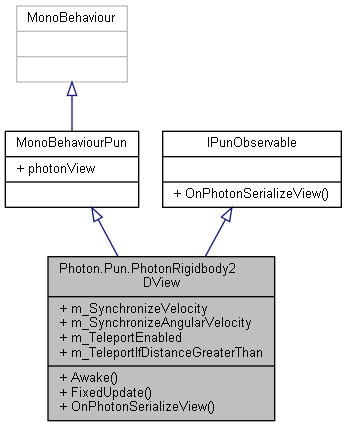 MonoBehaviour
MonoBehaviourPun
+ photonView
IPunObservable
+ OnPhotonSerializeView()
Photon.Pun.PhotonRigidbody2
DView
+ m_SynchronizeVelocity
+ m_SynchronizeAngularVelocity
+ m_TeleportEnabled
+ m_TeleportIfDistanceGreaterThan
+ Awake()
+ FixedUpdate()
+ OnPhotonSerializeView()